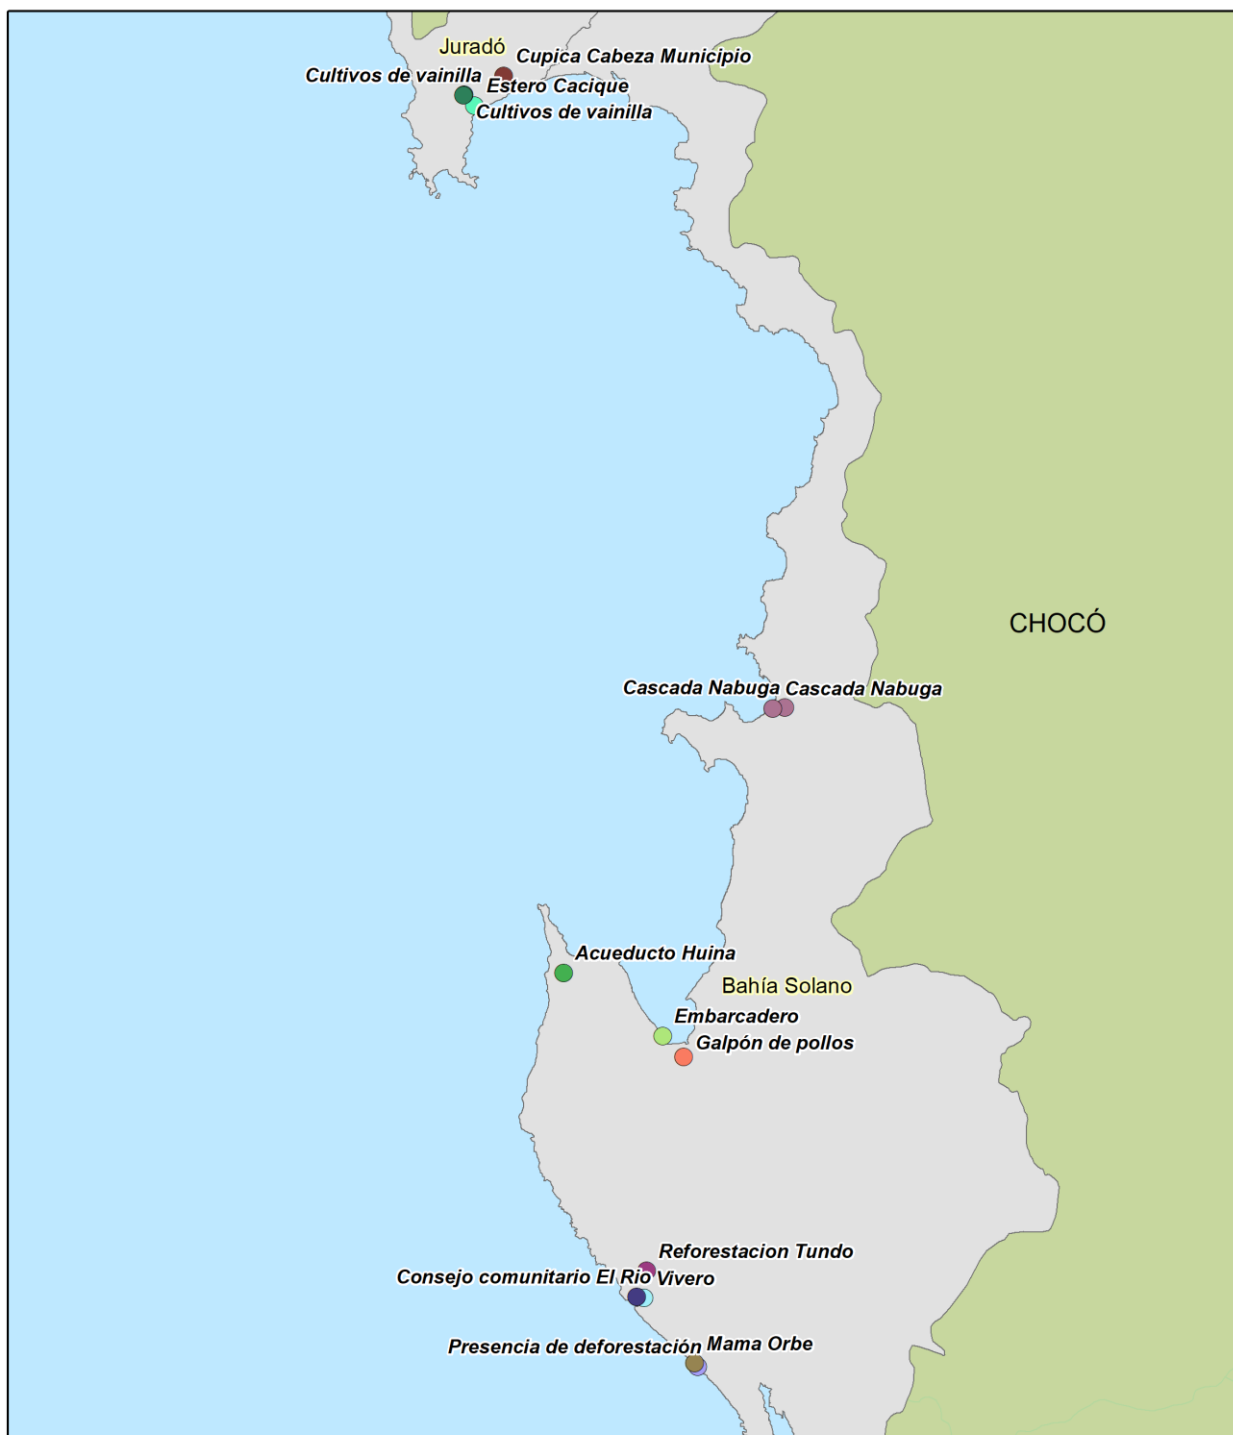 Juradó
Cupica Cabeza Municipio
Cultivos de vainilla
Estero Cacique
Cultivos de vainilla
CHOCÓ
Cascada Nabuga
Cascada Nabuga
Acueducto Huina
Bahía Solano
Embarcadero
Galpón de pollos
Reforestacion Tundo
Consejo comunitario El Rio
Vivero
Presencia de deforestación
Mama Orbe